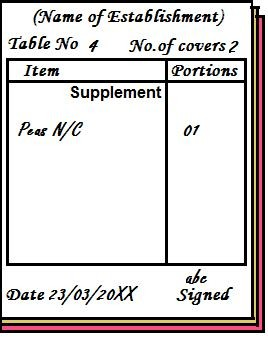 (Name of Establishment)
Table No 4 No.of covers 2
Item Portions
Supplement
Peas N/C 01
abc
Date 23/03/20XX Signed